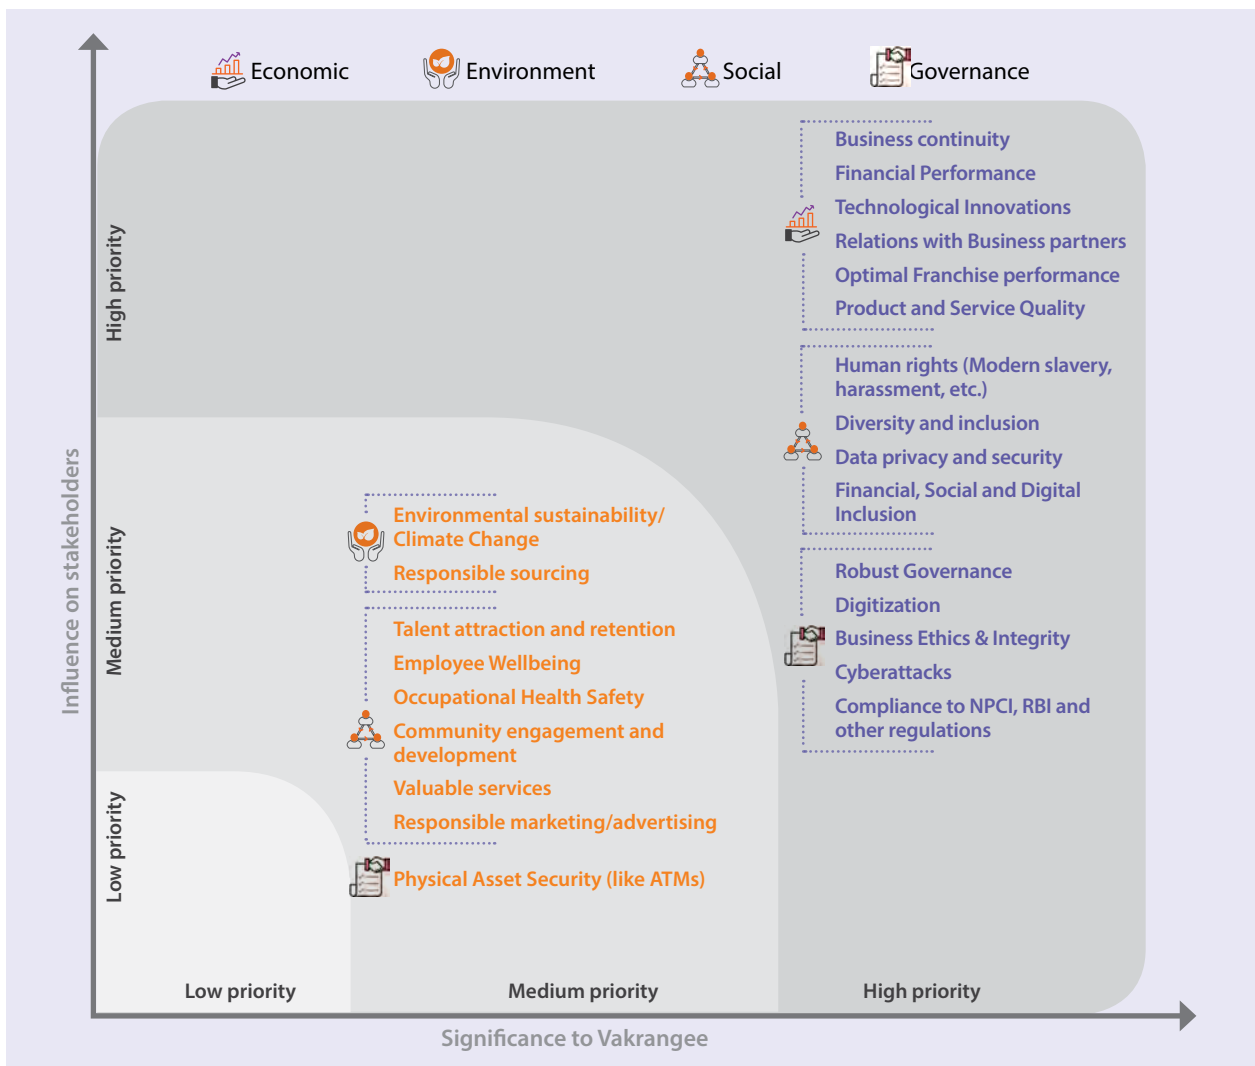 Economic
Environment
Social
Governance
Business continuity
Financial Performance
Technological Innovations
Relations with Business partners
Optimal Franchise performance
Product and Service Quality
Human rights (Modern slavery,
harassment, etc.)
Diversity and inclusion
Data privacy and security
Financial, Social and Digital
Inclusion
Robust Governance
Digitization
Business Ethics & Integrity
Cyberattacks
Compliance to NPCI, RBI and
other regulations
Environmental sustainability/
Climate Change
Responsible sourcing
Talent attraction and retention
Employee Wellbeing
Occupational Health Safety
Community engagement and
development
Valuable services
Responsible marketing/advertising
Physical Asset Security (like ATMs)
Influence on stakeholders
High priority
Medium priority
Low priority
Low priority
Medium priority
High priority
Significance to Vakrangee